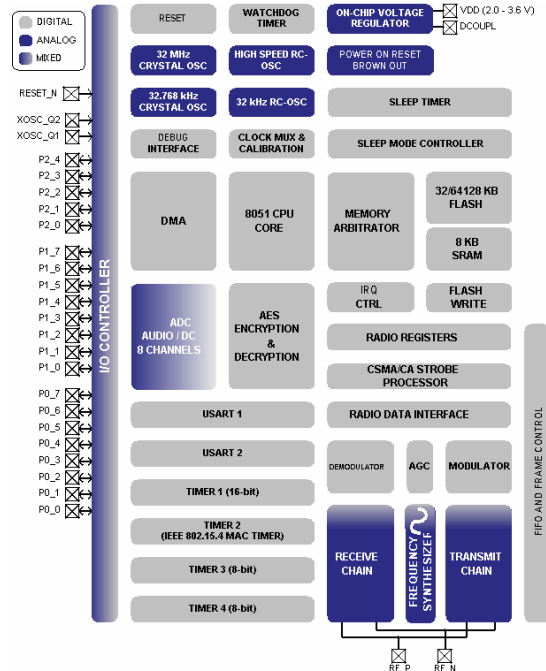 DIGITAL
ANALOG
MIXED
RESET
WATCHDOG
TIMER
ON-CHIP VOLTAGE
REGULATOR
VDD (2.0 - 3.6 V)
DCOUPL
32 MHz
CRYSTAL OSC
HIGH SPEED RC-
OSC
POWER ON RESET
BROWN OUT
RESET_N
32.768 kHz
CRYSTAL OSC
32 kHz RC-OSC
SLEEP TIMER
XOSC_Q2
XOSC_Q1
DEBUG
INTERFACE
CLOCK MUX &
CALIBRATION
SLEEP MODE CONTROLLER
P2_4
P2_3
P2_2
P2_1
P2_0
P1_7
P1_6
P1_5
P1_4
P1_3
P1_2
P1_1
P1_0
P0_7
P0_6
P0_5
P0_4
P0_3
P0_2
P0_1
P0_0
I/O CONTROLLER
DMA
8051 CPU
CORE
MEMORY
ARBITRATOR
32/64128 KB
FLASH
8 KB
SRAM
ADC
AUDIO / DC
8 CHANNELS
AES
ENCRYPTION
&
DECRYPTION
IRQ
CTRL
FLASH
WRITE
RADIO REGISTERS
CSMA/CA STROBE
PROCESSOR
USART 1
RADIO DATA INTERFACE
USART 2
DEMODULATOR
AGC
MODULATOR
TIMER 1 (16-bit)
TIMER 2
(IEEE 802.15.4 MAC TIMER)
TIMER 3 (8-bit)
TIMER 4 (8-bit)
RECEIVE
CHAIN
FREQUENCY
SYNTHESIZER
TRANSMIT
CHAIN
FIFO AND FRAME CONTROL
RF_P
RF_N